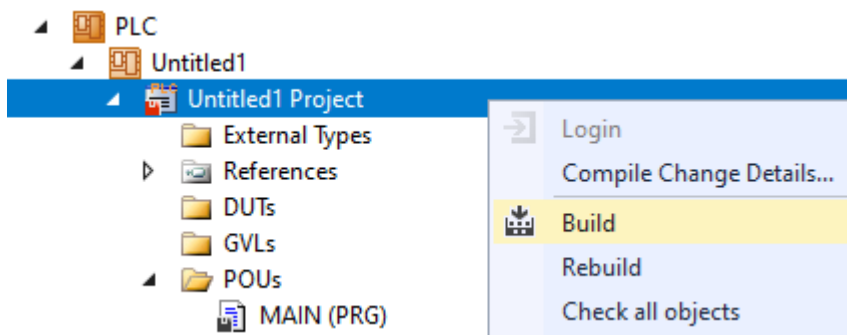 PLC
Untitled1
Untitled1 Project
External Types
References
DUTs
GVLs
POUs
MAIN (PRG)
Login
Compile Change Details...
Build
Rebuild
Check all objects